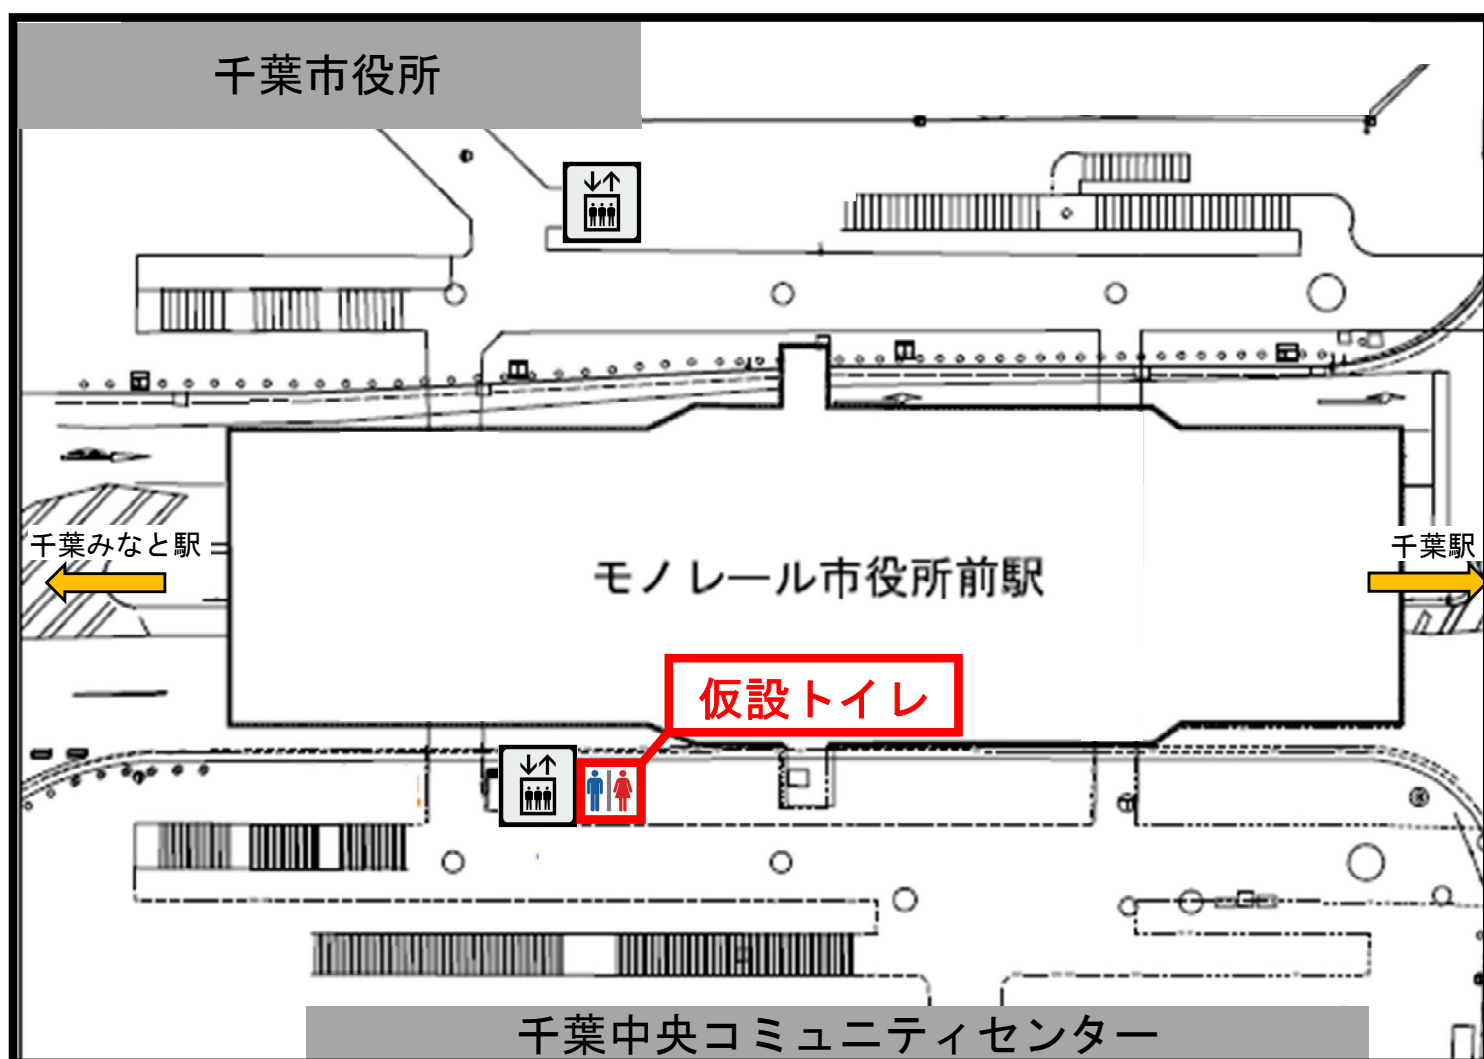 千葉市役所
千葉みなと駅
千葉駅
モノレール市役所前駅
仮設トイレ
千葉中央コミュニティセンター